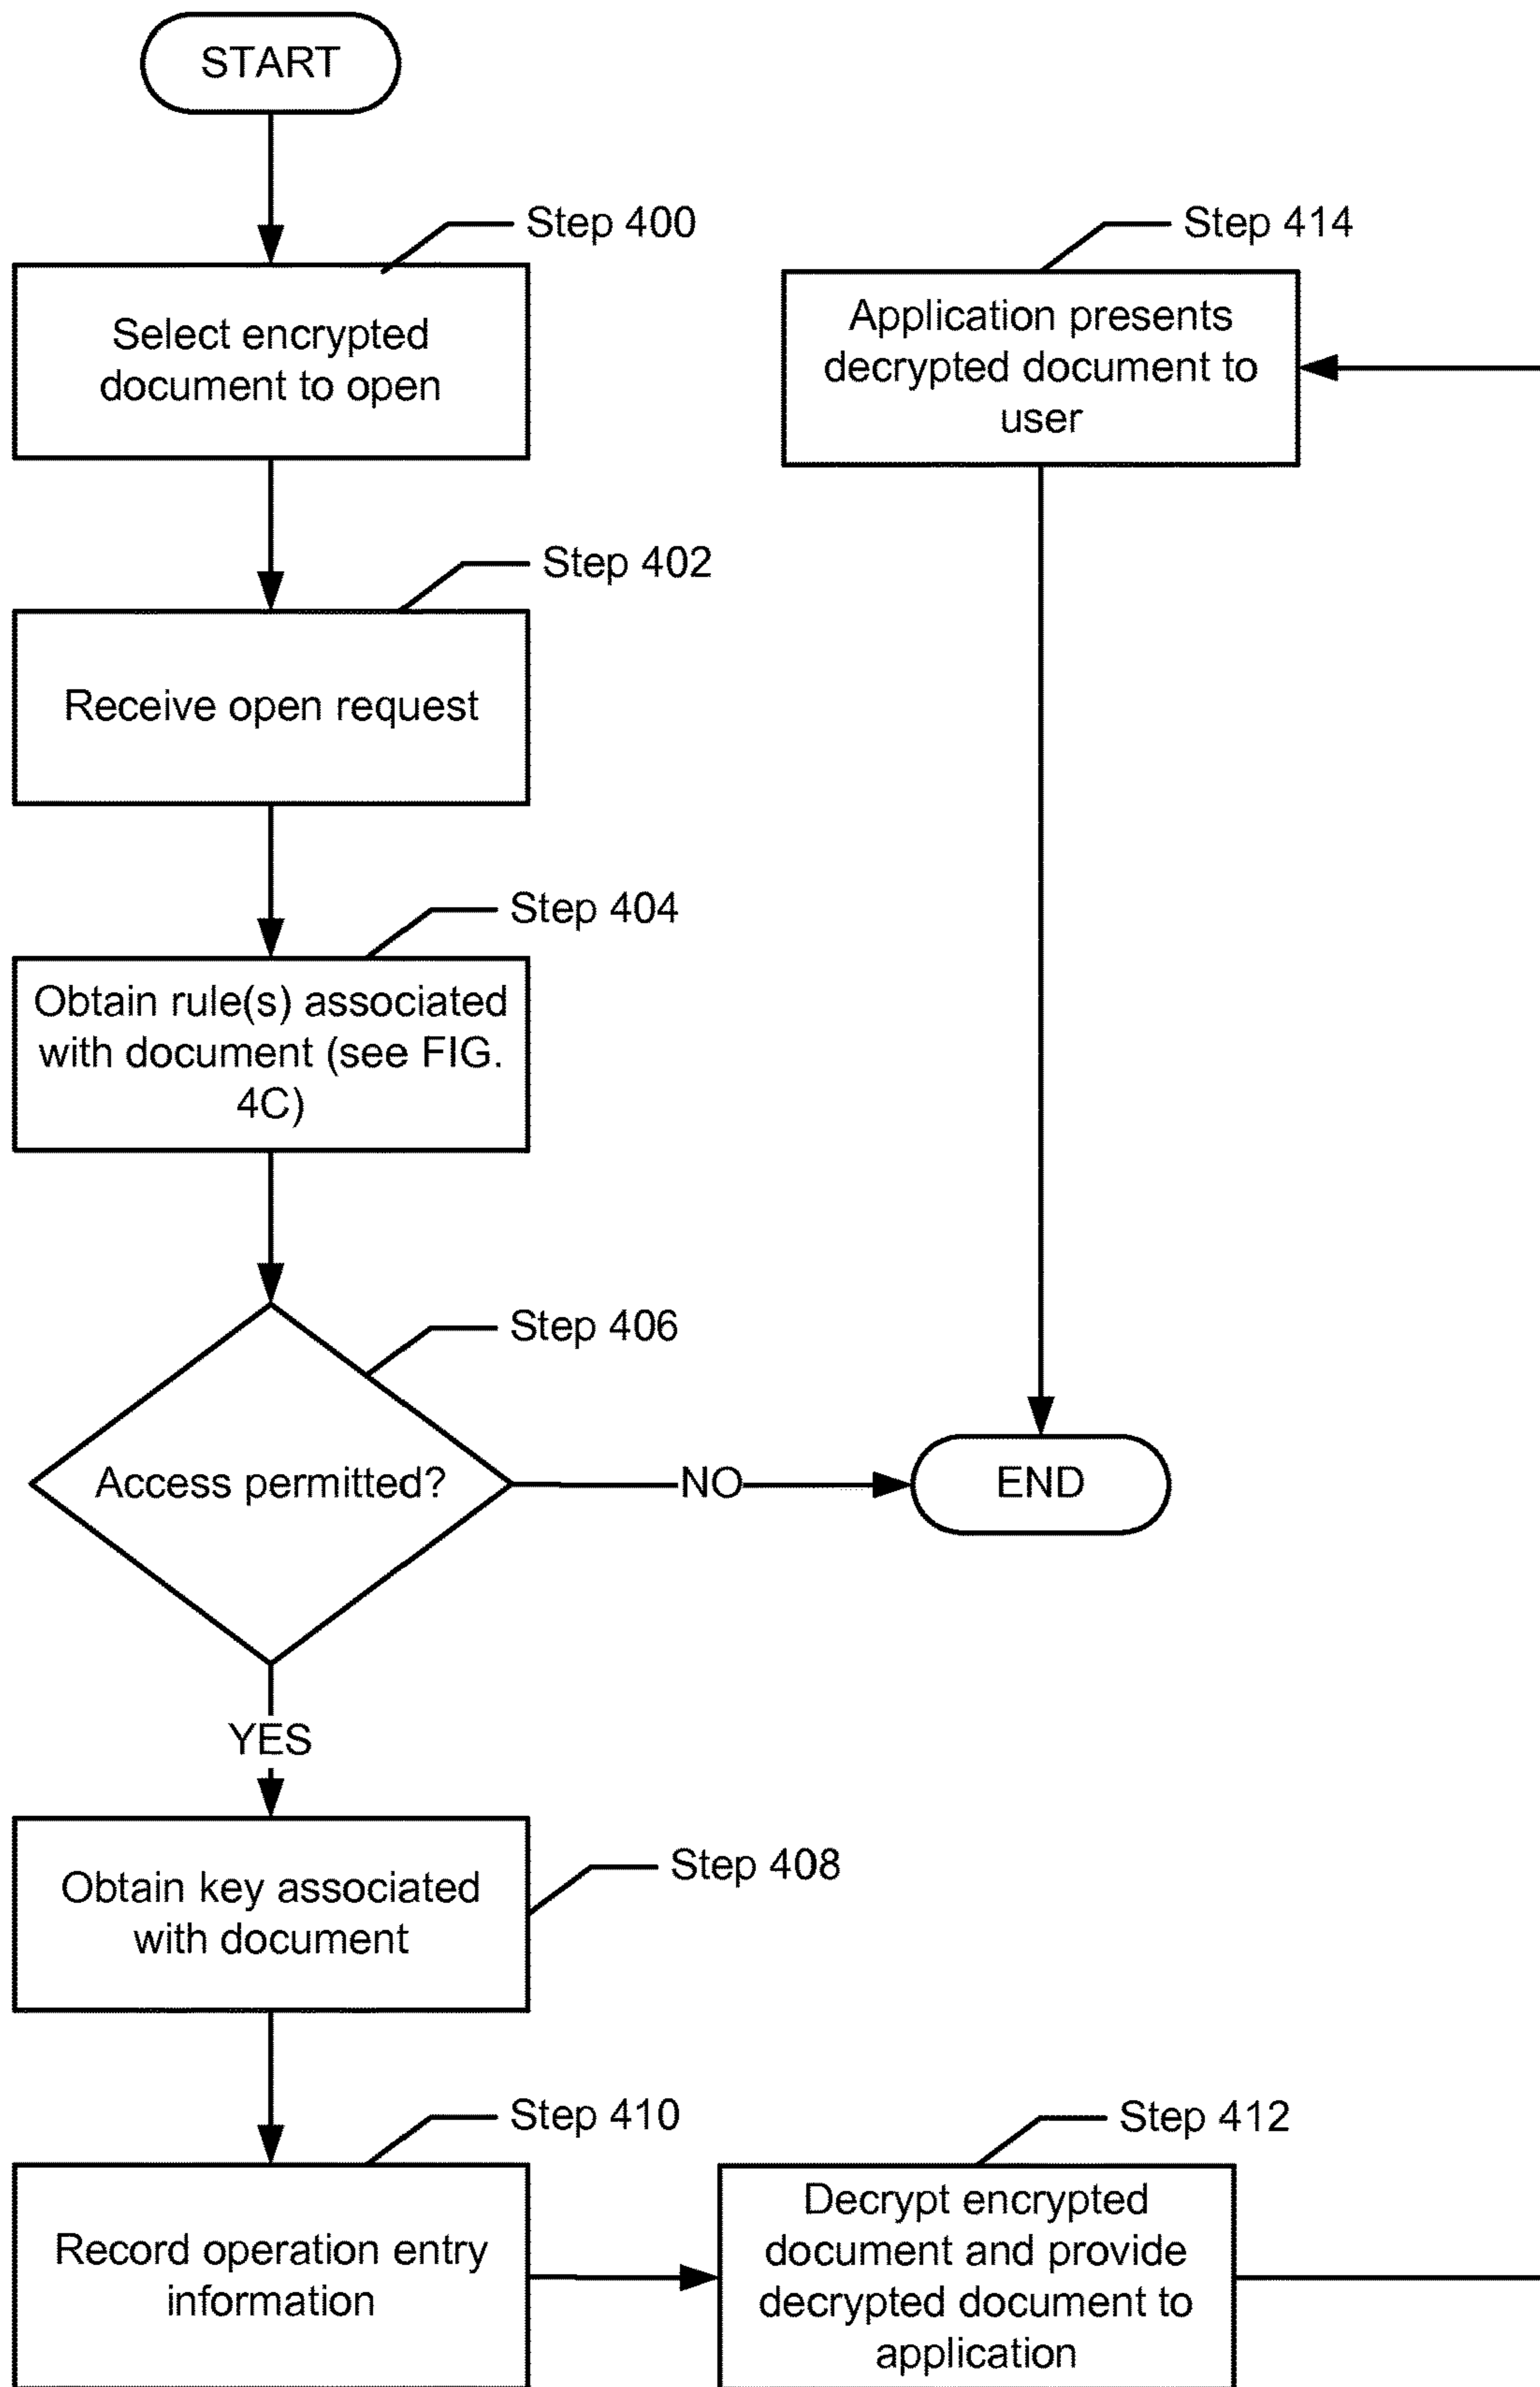 START
Step 400
Select encrypted
document to open
Step 402
Receive open request
Step 404
Obtain rule(s) associated
with document (see FIG.
4C)
Step 406
Access permitted?
NO
END
YES
Step 408
Obtain key associated
with document
Step 410
Record operation entry
information
Step 412
Decrypt encrypted
document and provide
decrypted document to
application
Step 414
Application presents
decrypted document to
user